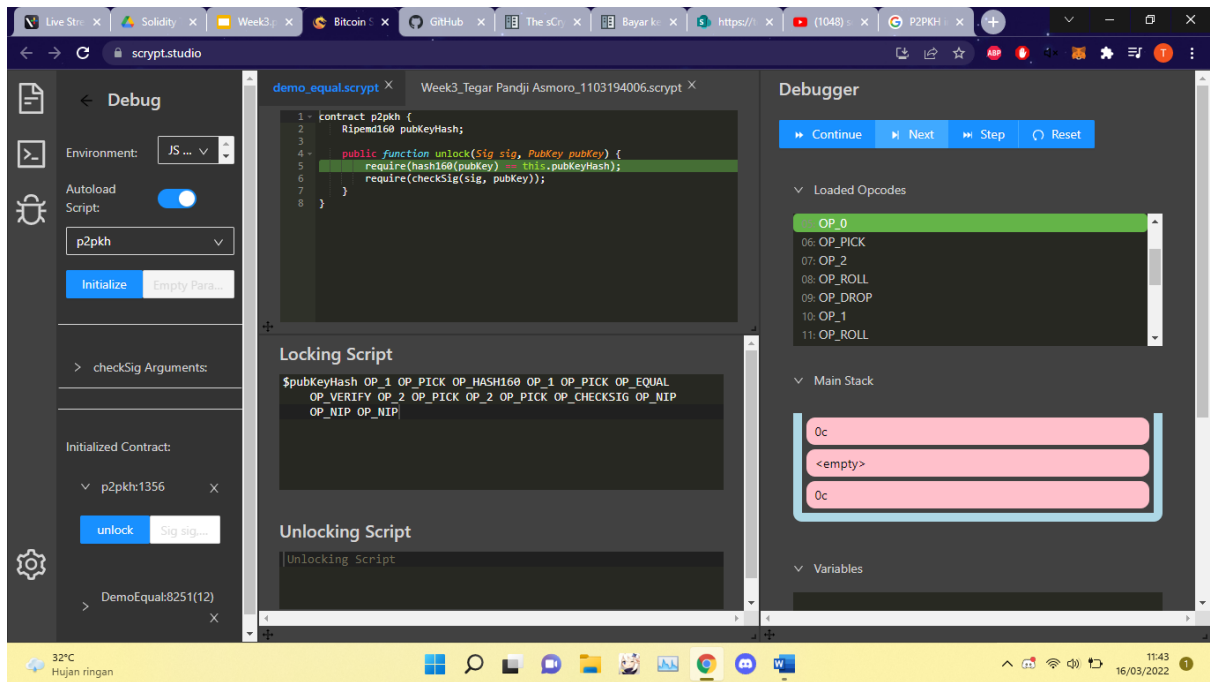 Live Stre
Solidity
Week3.p
Bitcoin S
GitHub
The sCry
Bayar ke
https://
(1048) s
P2PKH i
scrypt.studio
ABP
T
Debug
Environment:
JS ...
Autoload
Script:
p2pkh
Initialize
Empty Para...
checkSig Arguments:
Initialized Contract:
p2pkh:1356
unlock
Sig sig,...
DemoEqual:8251(12)
demo_equal.scrypt
Week3_Tegar Pandji Asmoro_1103194006.scrypt
1 contract p2pkh {
2 Ripemd160 pubKeyHash;
3
4 public function unlock(Sig sig, PubKey pubKey) {
5 require(hash160(pubKey) == this.pubKeyHash);
6 require(checkSig(sig, pubKey));
7 }
8 }
Locking Script
$pubKeyHash OP_1 OP_PICK OP_HASH160 OP_1 OP_PICK OP_EQUAL
OP_VERIFY OP_2 OP_PICK OP_2 OP_PICK OP_CHECKSIG OP_NIP
OP_NIP OP_NIP
Unlocking Script
Unlocking Script
Debugger
Continue
Next
Step
Reset
Loaded Opcodes
OP_0
06: OP_PICK
07: OP_2
08: OP_ROLL
09: OP_DROP
10: OP_1
11: OP_ROLL
Main Stack
0c
<empty>
0c
Variables
32°C
Hujan ringan
11:43
16/03/2022
1